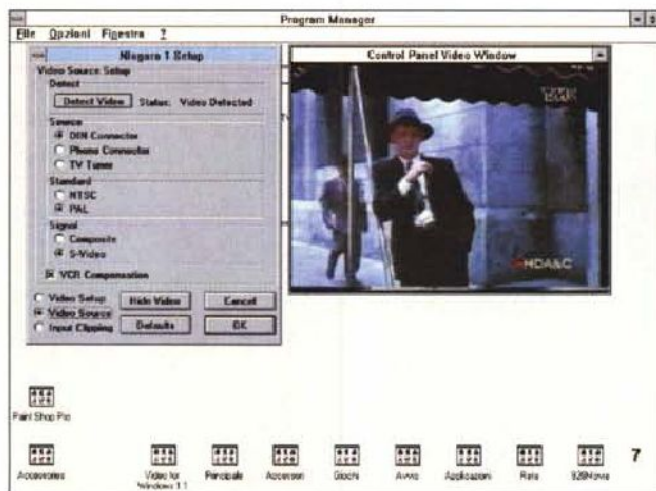 Program Manager
File Opzioni Finestra ?
Niagara 1 Setup
Video Source: Setup
Detect
Detect Video Status: Video Detected
Source
DIN Connector
Phono Connector
TV Tuner
Standard
NTSC
PAL
Signal
Composite
S-Video
VCR Compensation
Video Setup Hide Video Cancel
Video Source
Input Clipping Defaults OK
Control Panel Video Window
TMC
Paint Shop Pro
Accessories
Video for
Windows 1.1
Principale
Accessori
Giochi
Avvio
Applicazioni
Rete
7